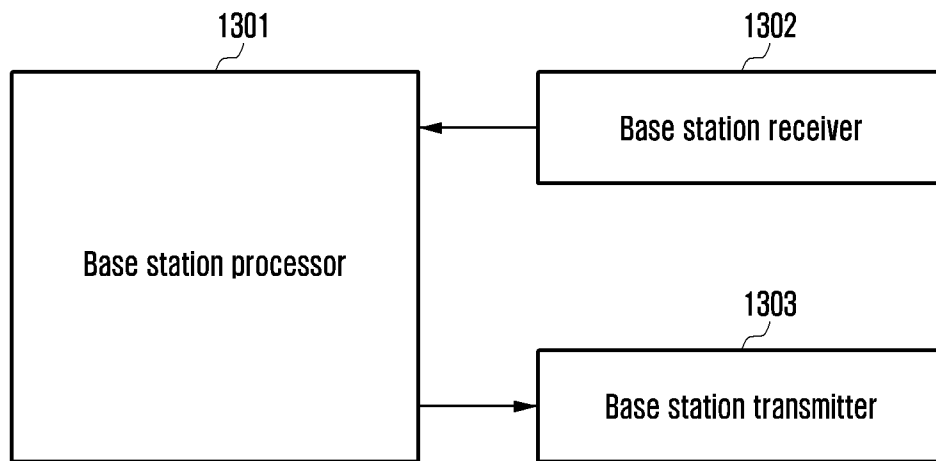 1301
1302
Base station receiver
Base station processor
1303
Base station transmitter